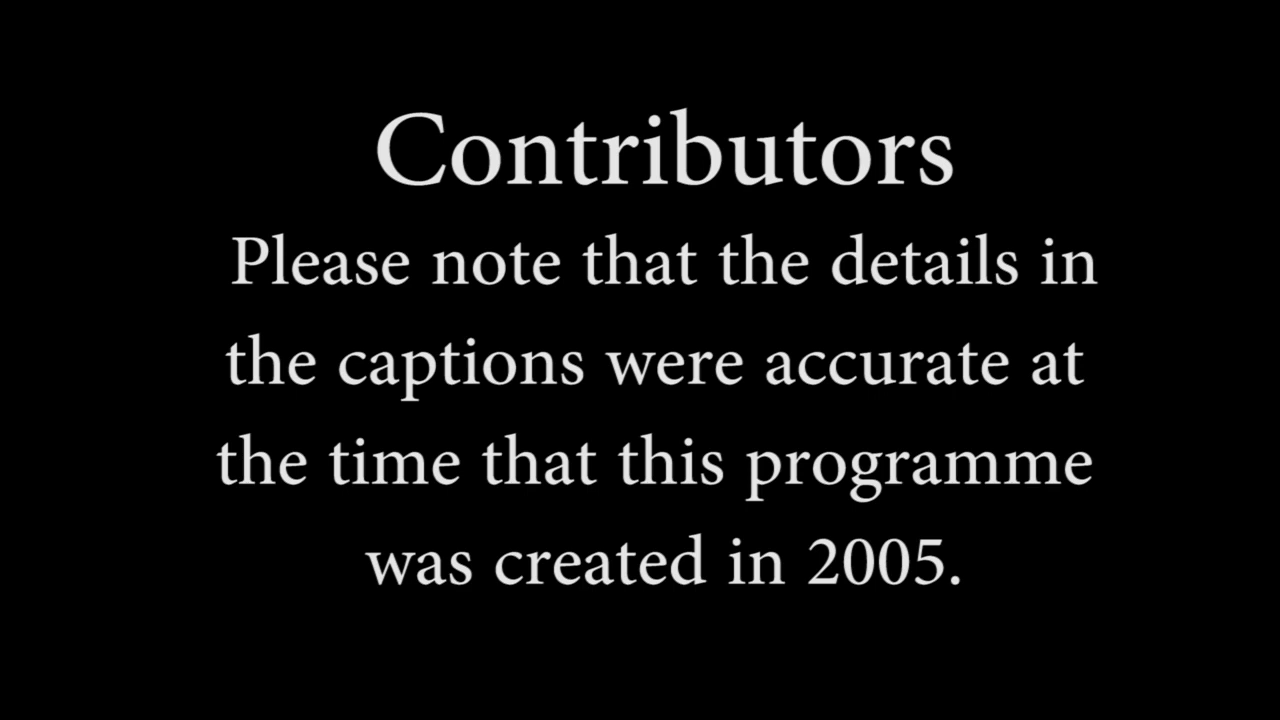 Contributors
Please note that the details in
the captions were accurate at
the time that this programme
was created in 2005.